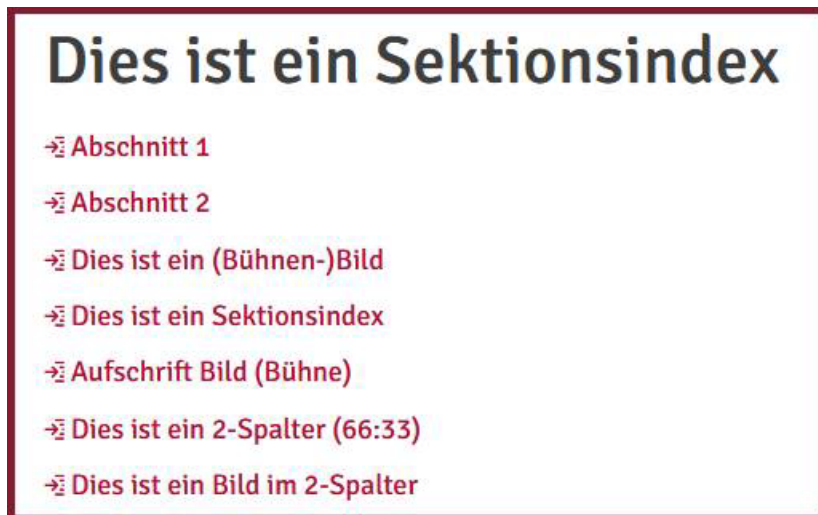 Dies ist ein Sektionsindex
Abschnitt 1
Abschnitt 2
Dies ist ein (Bühnen-)Bild
Dies ist ein Sektionsindex
Aufschrift Bild (Bühne)
Dies ist ein 2-Spalter (66:33)
Dies ist ein Bild im 2-Spalter